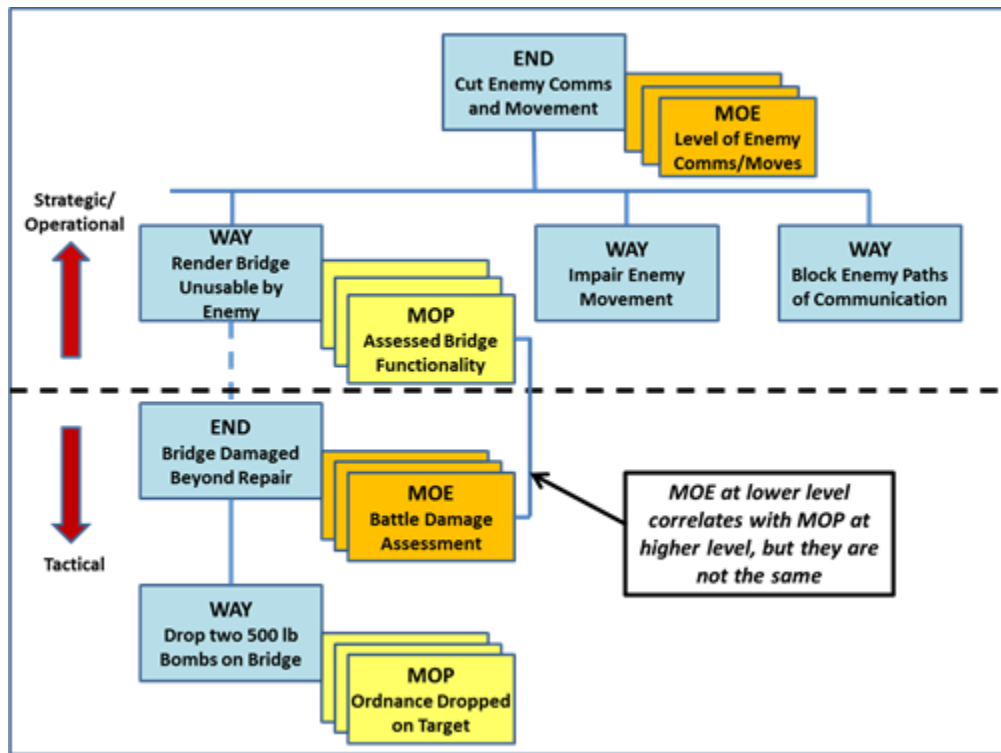 END
Cut Enemy Comms
and Movement
MOE
Level of Enemy
Comms/Moves
Strategic/
Operational
WAY
Render Bridge
Unusable by
Enemy
MOP
Assessed Bridge
Functionality
WAY
Impair Enemy
Movement
WAY
Block Enemy Paths
of Communication
END
Bridge Damaged
Beyond Repair
MOE
Battle Damage
Assessment
MOE at lower level
correlates with MOP at
higher level, but they are
not the same
Tactical
WAY
Drop two 500 lb
Bombs on Bridge
MOP
Ordnance Dropped
on Target